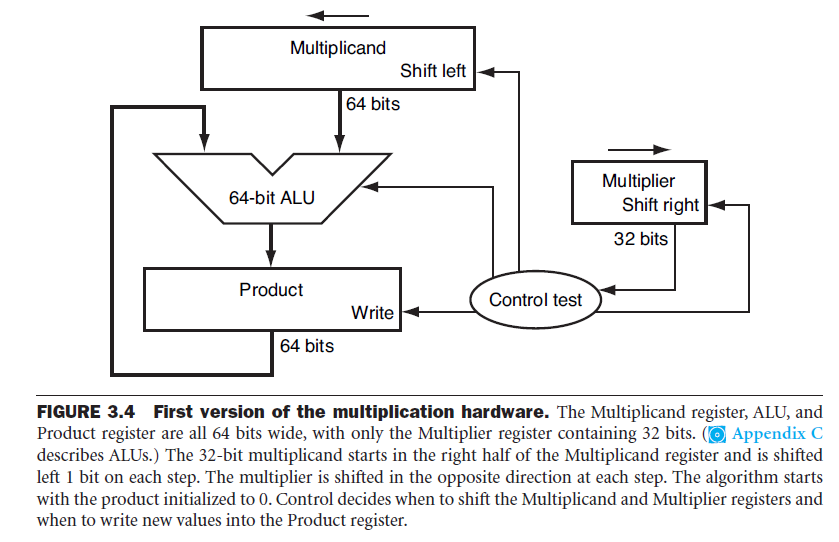 Multiplicand
Shift left
64 bits
64-bit ALU
Multiplier
Shift right
32 bits
Product
Write
Control test
64 bits
FIGURE 3.4 First version of the multiplication hardware. The Multiplicand register, ALU, and
Product register are all 64 bits wide, with only the Multiplier register containing 32 bits. ( Appendix C
describes ALUs.) The 32-bit multiplicand starts in the right half of the Multiplicand register and is shifted
left 1 bit on each step. The multiplier is shifted in the opposite direction at each step. The algorithm starts
with the product initialized to 0. Control decides when to shift the Multiplicand and Multiplier registers and
when to write new values into the Product register.